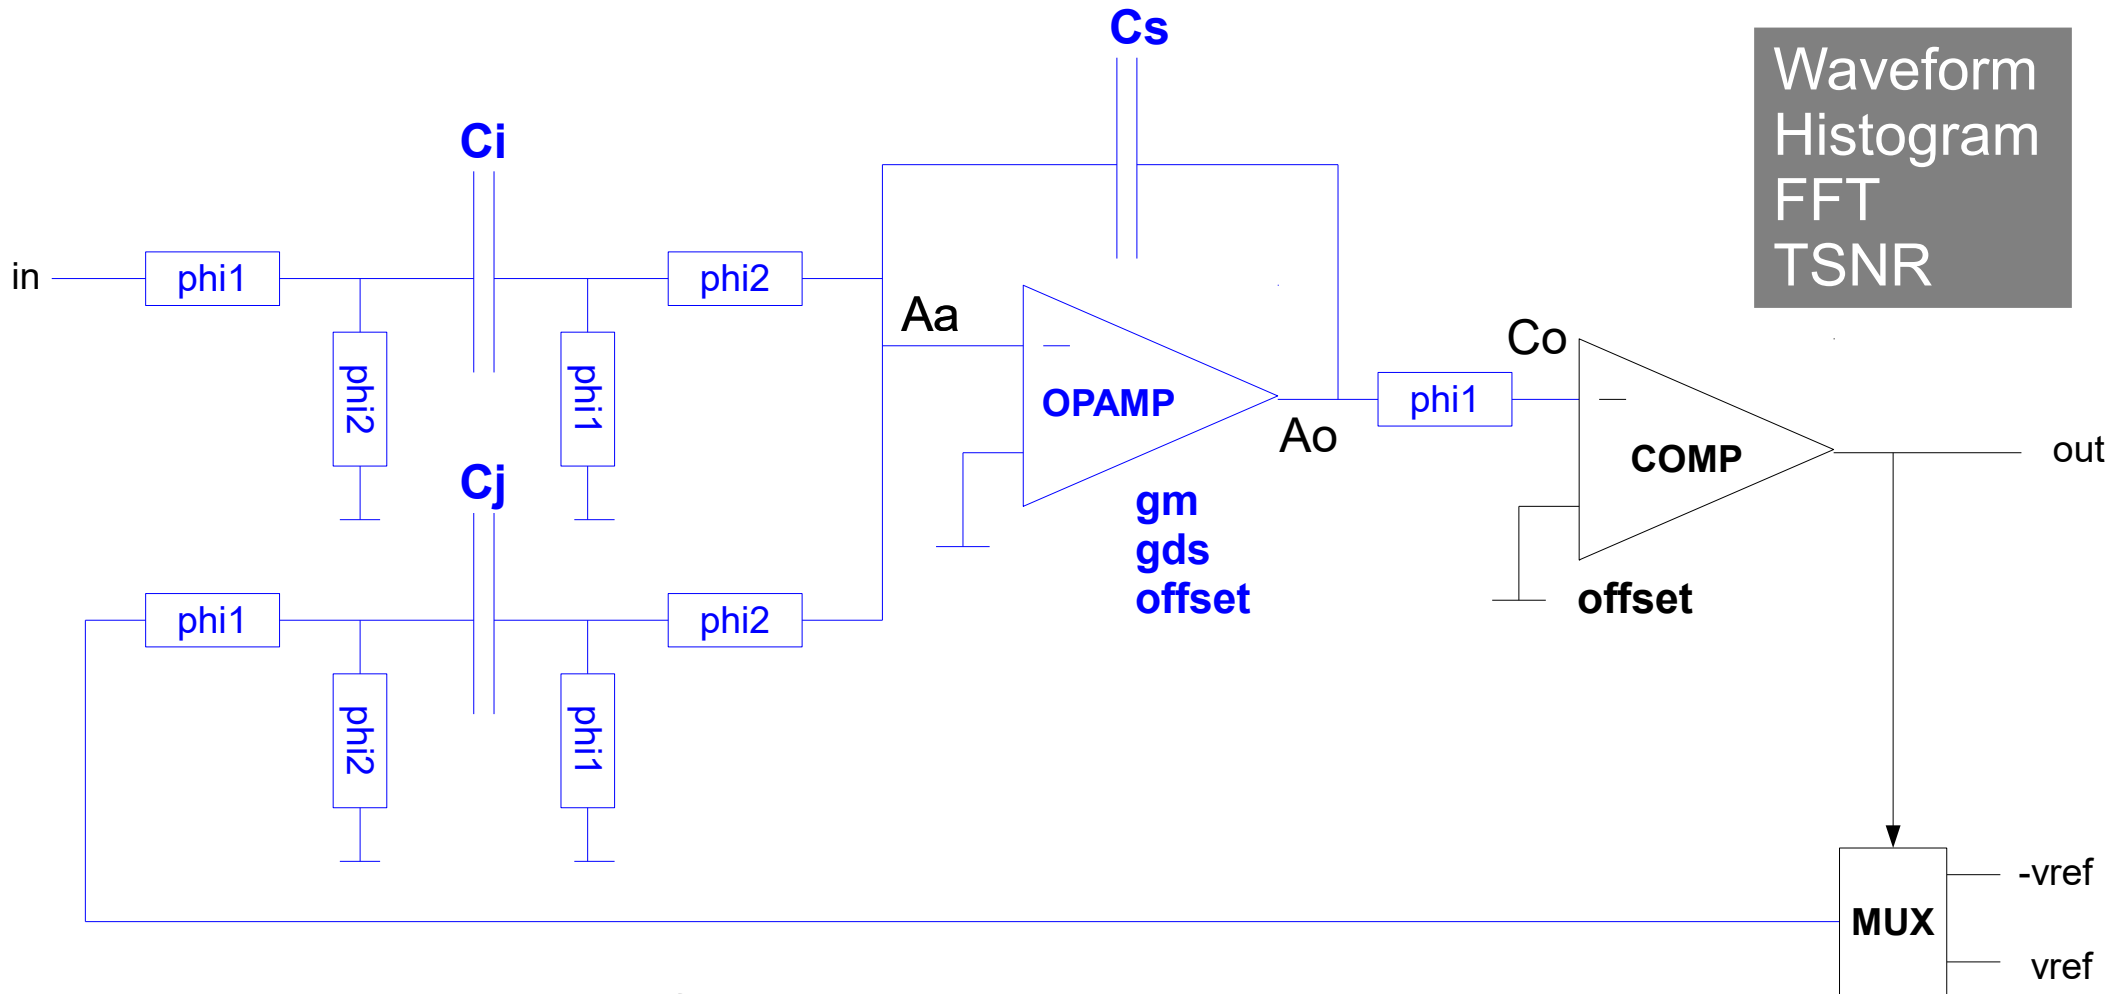 Cs
Waveform
Histogram
FFT
TSNR
Ci
in
phi1
phi2
Aa
phi2
phi1
OPAMP
Ao
gm
gds
offset
phi1
Co
COMP
offset
out
Cj
phi1
phi2
phi2
phi1
MUX
-vref
vref